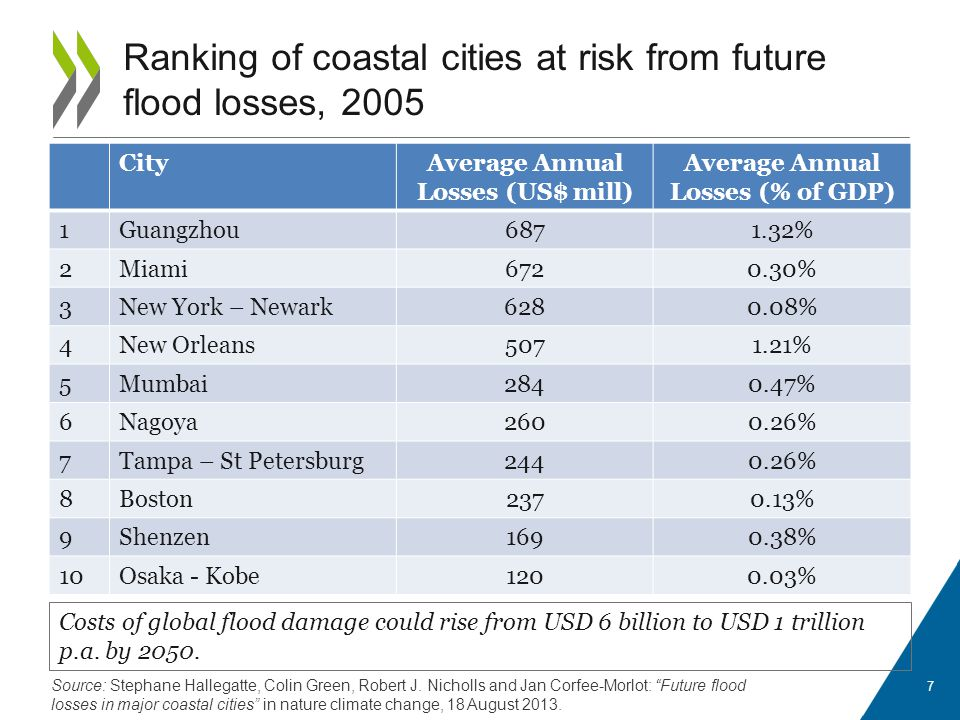 Ranking of coastal cities at risk from future
flood losses, 2005
City Average Annual Losses (US$ mill) Average Annual Losses (% of GDP)
1 Guangzhou 687 1.32%
2 Miami 672 0.30%
3 New York – Newark 628 0.08%
4 New Orleans 507 1.21%
5 Mumbai 284 0.47%
6 Nagoya 260 0.26%
7 Tampa – St Petersburg 244 0.26%
8 Boston 237 0.13%
9 Shenzen 169 0.38%
10 Osaka - Kobe 120 0.03%
Costs of global flood damage could rise from USD 6 billion to USD 1 trillion
p.a. by 2050.
Source: Stephane Hallegatte, Colin Green, Robert J. Nicholls and Jan Corfee-Morlot: “Future flood
losses in major coastal cities” in nature climate change, 18 August 2013.
7